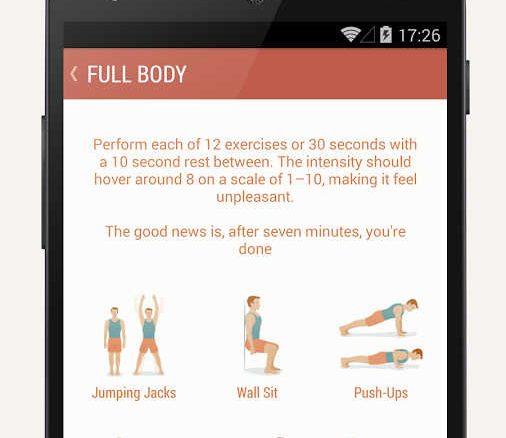 17:26
FULL BODY
Perform each of 12 exercises or 30 seconds with
a 10 second rest between. The intensity should
hover around 8 on a scale of 1–10, making it feel
unpleasant.
The good news is, after seven minutes, you're
done
Jumping Jacks Wall Sit Push-Ups